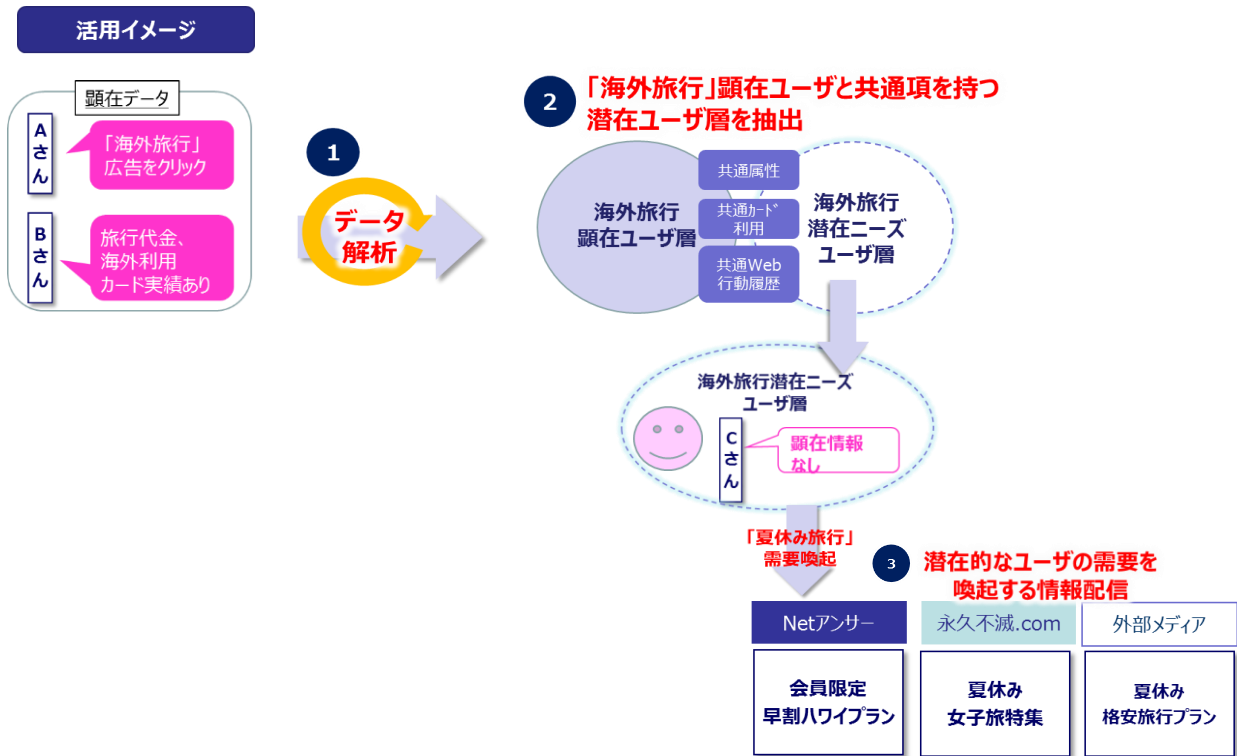 活用イメージ
顕在データ
Aさん
「海外旅行」
広告をクリック
Bさん
旅行代金、
海外利用
カード実績あり
1
データ
解析
2
「海外旅行」顕在ユーザと共通項を持つ
潜在ユーザ層を抽出
海外旅行
顕在ユーザ層
共通属性
共通ｶｰﾄﾞ
利用
共通Web
行動履歴
海外旅行
潜在ニーズ
ユーザ層
海外旅行潜在ニーズ
ユーザ層
Cさん
顕在情報
なし
「夏休み旅行」
需要喚起
3
潜在的なユーザの需要を
喚起する情報配信
Netアンサー
永久不滅.com
外部メディア
会員限定
早割ハワイプラン
夏休み
女子旅特集
夏休み
格安旅行プラン